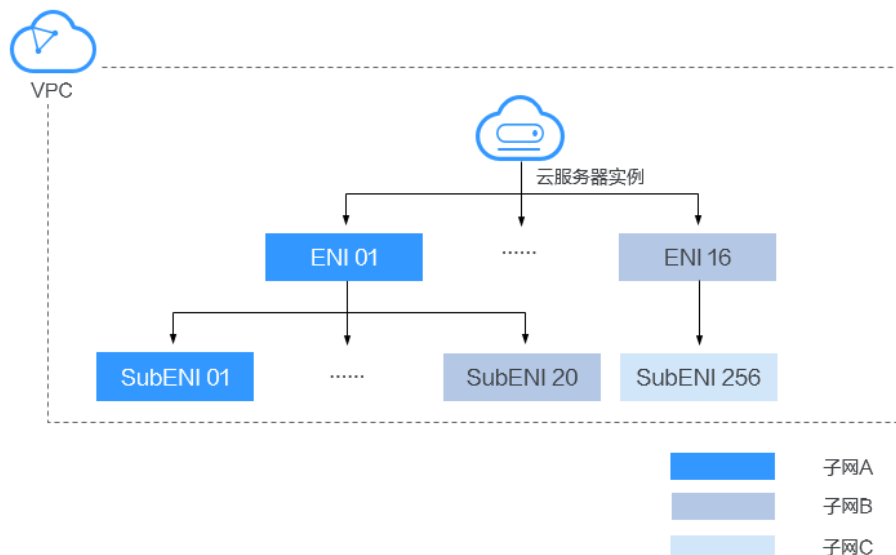 VPC
云服务器实例
ENI 01
······
ENI 16
SubENI 01
······
SubENI 20
SubENI 256
子网A
子网B
子网C